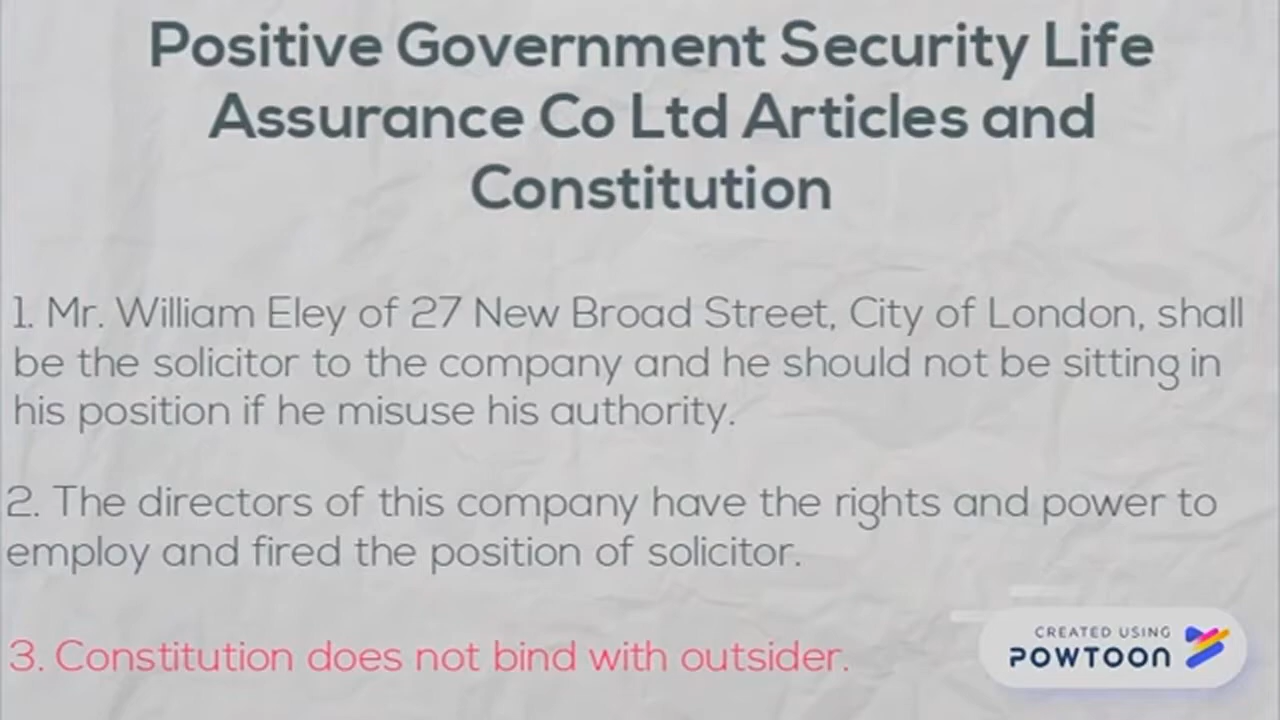 Positive Government Security Life
Assurance Co Ltd Articles and
Constitution
1. Mr. William Eley of 27 New Broad Street, City of London, shall
be the solicitor to the company and he should not be sitting in
his position if he misuse his authority.
2. The directors of this company have the rights and power to
employ and fired the position of solicitor.
3. Constitution does not bind with outsider.
CREATED USING
POWTOON